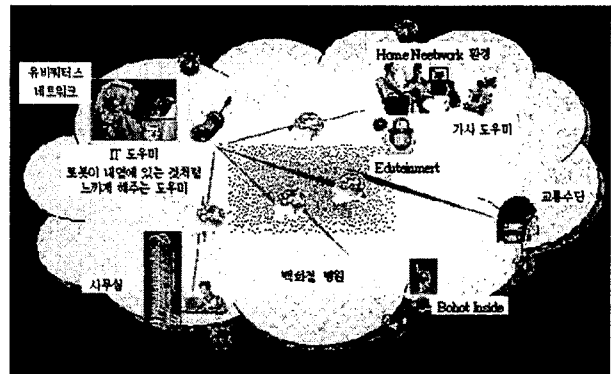 유비쿼터스
네트워크
Home Neetwork 환경
가사 도우미
IT 도우미
로봇이 내옆에 있는 것처럼
느끼게 해주는 도우미
Edutainment
교통수단
사무실
백화점 병원
Bobot Inside